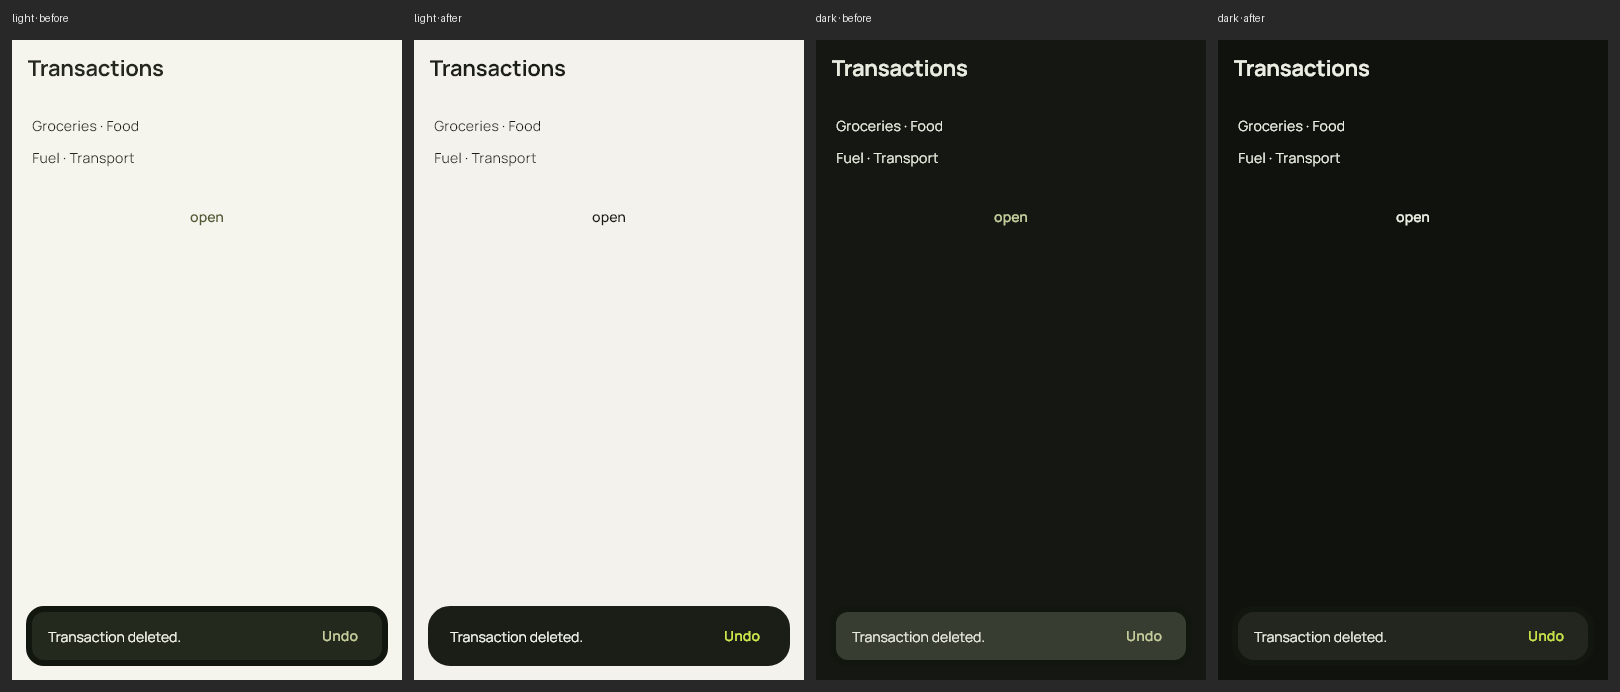 light·before
Transactions
Groceries · Food
Fuel · Transport
open
Transaction deleted. Undo
light·after
Transactions
Groceries · Food
Fuel · Transport
open
Transaction deleted. Undo
dark·before
Transactions
Groceries · Food
Fuel · Transport
open
Transaction deleted. Undo
dark·after
Transactions
Groceries · Food
Fuel · Transport
open
Transaction deleted. Undo